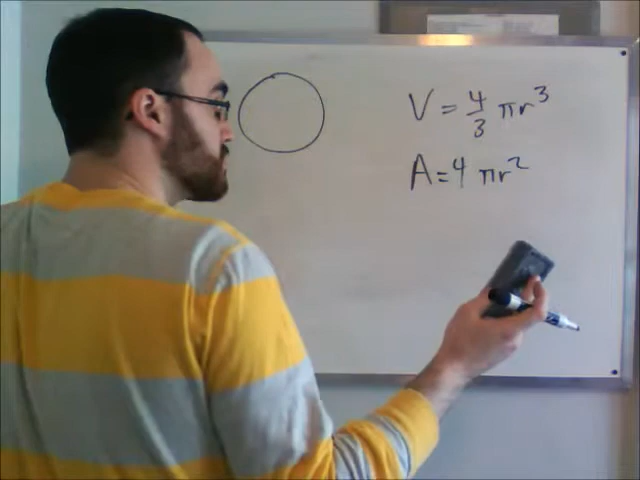 V = 4/3 πr³
A = 4 πr²